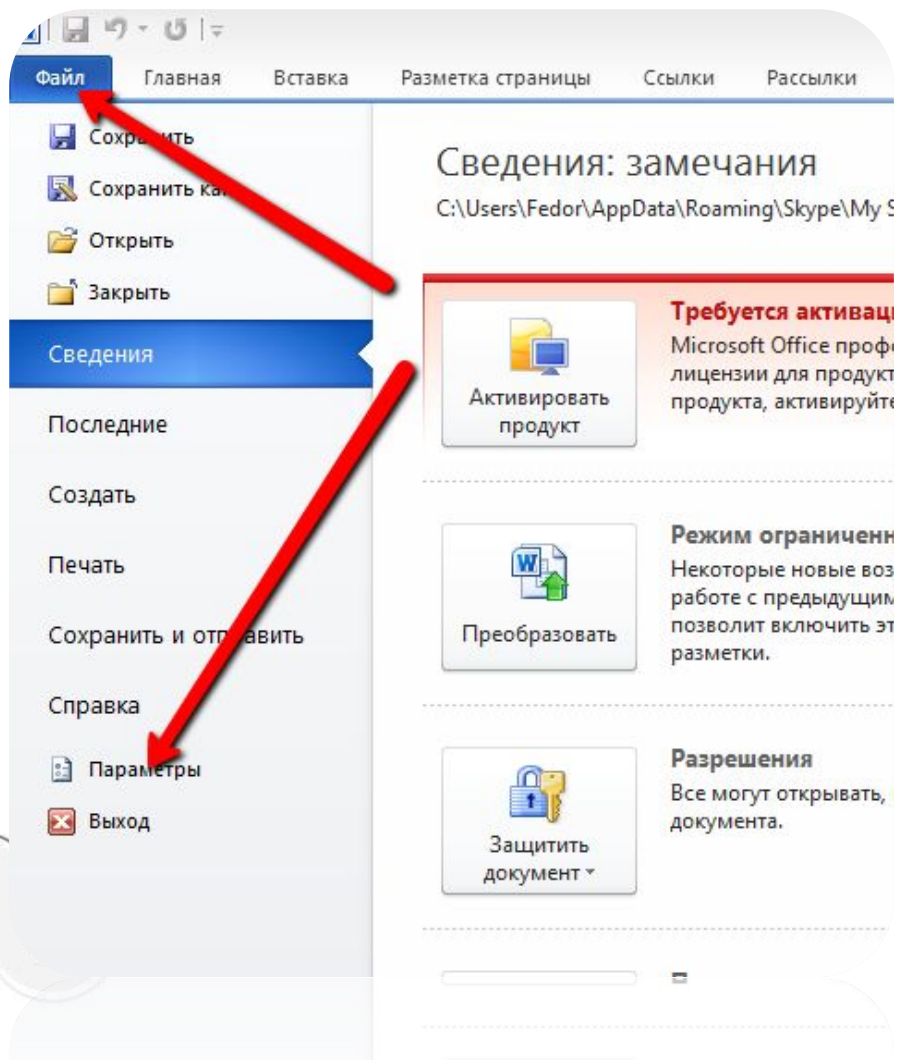 Файл Главная Вставка Разметка страницы Ссылки Рассылки
Сохранить
Сохранить как
Открыть
Закрыть
Сведения
Последние
Создать
Печать
Сохранить и отправить
Справка
Параметры
Выход
Сведения: замечания
C:\Users\Fedor\AppData\Roaming\Skype\My S
Активировать
продукт
Требуется активац
Microsoft Office проф
лицензии для продукт
продукта, активируйте
Преобразовать
Режим ограниченн
Некоторые новые воз
работе с предыдущим
позволит включить эт
разметки.
Защитить
документ
Разрешения
Все могут открывать,
документа.